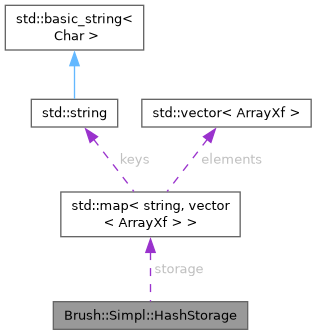 std::basic_string<
Char >
std::string
std::vector< ArrayXf >
keys
elements
std::map< string, vector
< ArrayXf > >
storage
Brush::Simpl::HashStorage